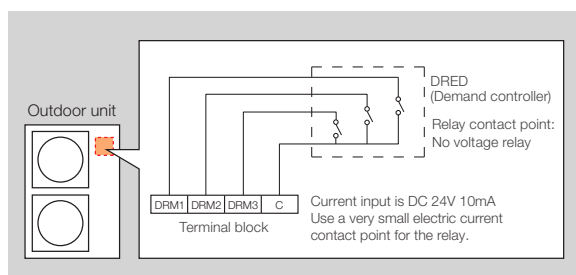 Outdoor unit
DRED
(Demand controller)
Relay contact point:
No voltage relay
DRM1 DRM2 DRM3 C
Terminal block
Current input is DC 24V 10mA
Use a very small electric current
contact point for the relay.